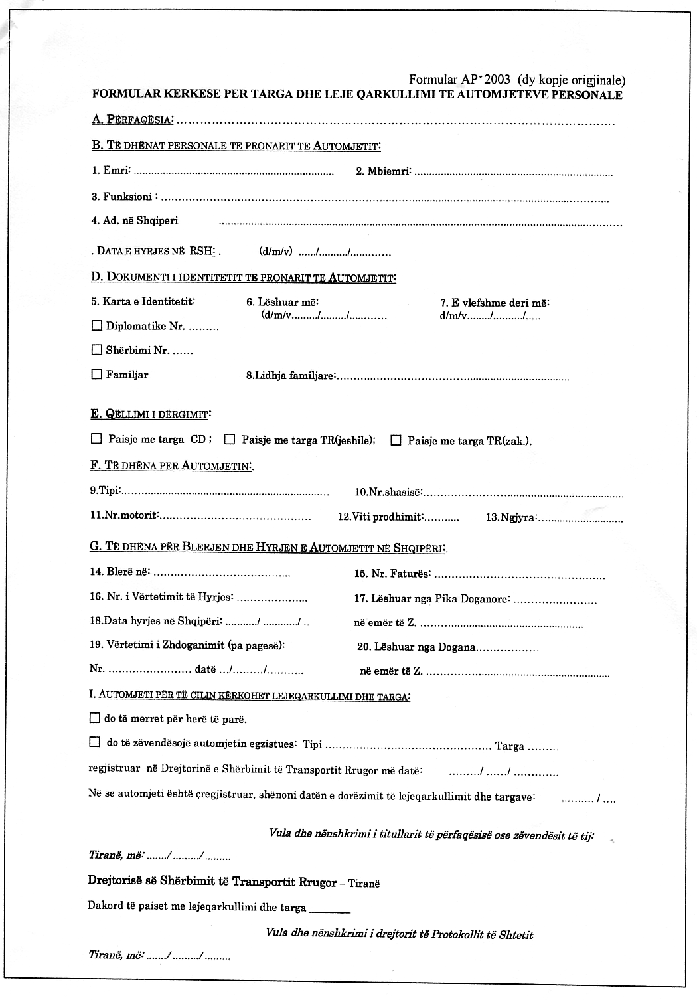 Formular AP' 2003 (dy kopje origjinale)
FORMULAR KERKESE PER TARGA DHE LEJE QARKULLIMI TE AUTOMJETEVE PERSONALE
A. PËRFAQËSIA: ........................................................................................................
B. TË DHËNAT PERSONALE TE PRONARIT TE AUTOMJETIT:
1. Emri: .................................................................... 2. Mbiemri: ....................................................................
3. Funksioni : ........................................................................................................
4. Ad. në Shqiperi ........................................................................................................
. DATA E HYRJES NË RSH: . (d/m/v) ....../........../.............
D. DOKUMENTI I IDENTITETIT TE PRONARIT TE AUTOMJETIT:
5. Karta e Identitetit: 6. Lëshuar më: 7. E vlefshme deri më:
(d/m/v........./........./............. d/m/v......../........../.....
☐ Diplomatike Nr. .........
☐ Shërbimi Nr. ......
☐ Familjar 8.Lidhja familjare:................................................................................
E. QËLLIMI I DËRGIMIT:
☐ Paisje me targa CD ; ☐ Paisje me targa TR(jeshile); ☐ Paisje me targa TR(zak.).
F. TË DHËNA PER AUTOMJETIN:.
9.Tipi:..................................................................... 10.Nr.shasisë:....................................................................
11.Nr.motorit:.................................................. 12.Viti prodhimit:.......... 13.Ngjyra:.............................
G. TË DHËNA PËR BLERJEN DHE HYRJEN E AUTOMJETIT NË SHQIPËRI:.
14. Blerë në: ........................................ 15. Nr. Faturës: ..................................................
16. Nr. i Vërtetimit të Hyrjes: ..................... 17. Lëshuar nga Pika Doganore: ........................
18.Data hyrjes në Shqipëri: ........../ .........../ .. në emër të Z. ......................................................
19. Vërtetimi i Zhdoganimit (pa pagesë): 20. Lëshuar nga Dogana..................
Nr. ........................ datë .../........./........... në emër të Z. ............................................................
I. AUTOMJETI PËR TË CILIN KËRKOHET LEJEQARKULLIMI DHE TARGA:
☐ do të merret për herë të parë.
☐ do të zëvendësojë automjetin egzistues: Tipi ................................................ Targa .........
regjistruar në Drejtorinë e Shërbimit të Transportit Rrugor më datë: ........./ ....../ .............
Në se automjeti është çregjistruar, shënoni datën e dorëzimit të lejeqarkullimit dhe targave: .......... / ....
Vula dhe nënshkrimi i titullarit të përfaqësisë ose zëvendësit të tij:
Tiranë, më: ......./ ........./ .........
Drejtorisë së Shërbimit të Transportit Rrugor – Tiranë
Dakord të paiset me lejeqarkullimi dhe targa _______
Vula dhe nënshkrimi i drejtorit të Protokollit të Shtetit
Tiranë, më: ....../ ........./ .........